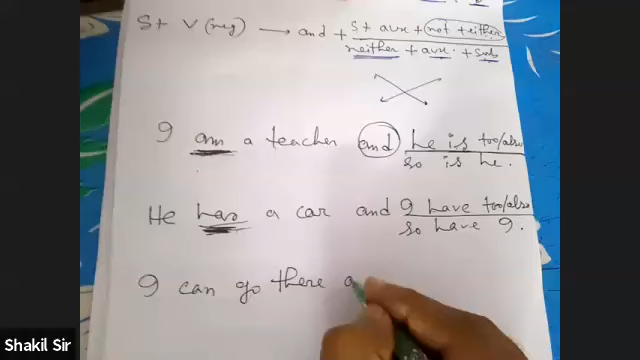 S + V (neg) → and + S + aux + not + either
neither + aux. + sub
I am a teacher and he is too/also
so is he.
He has a car and I have too/also
so have I.
I can go there a
Shakil Sir